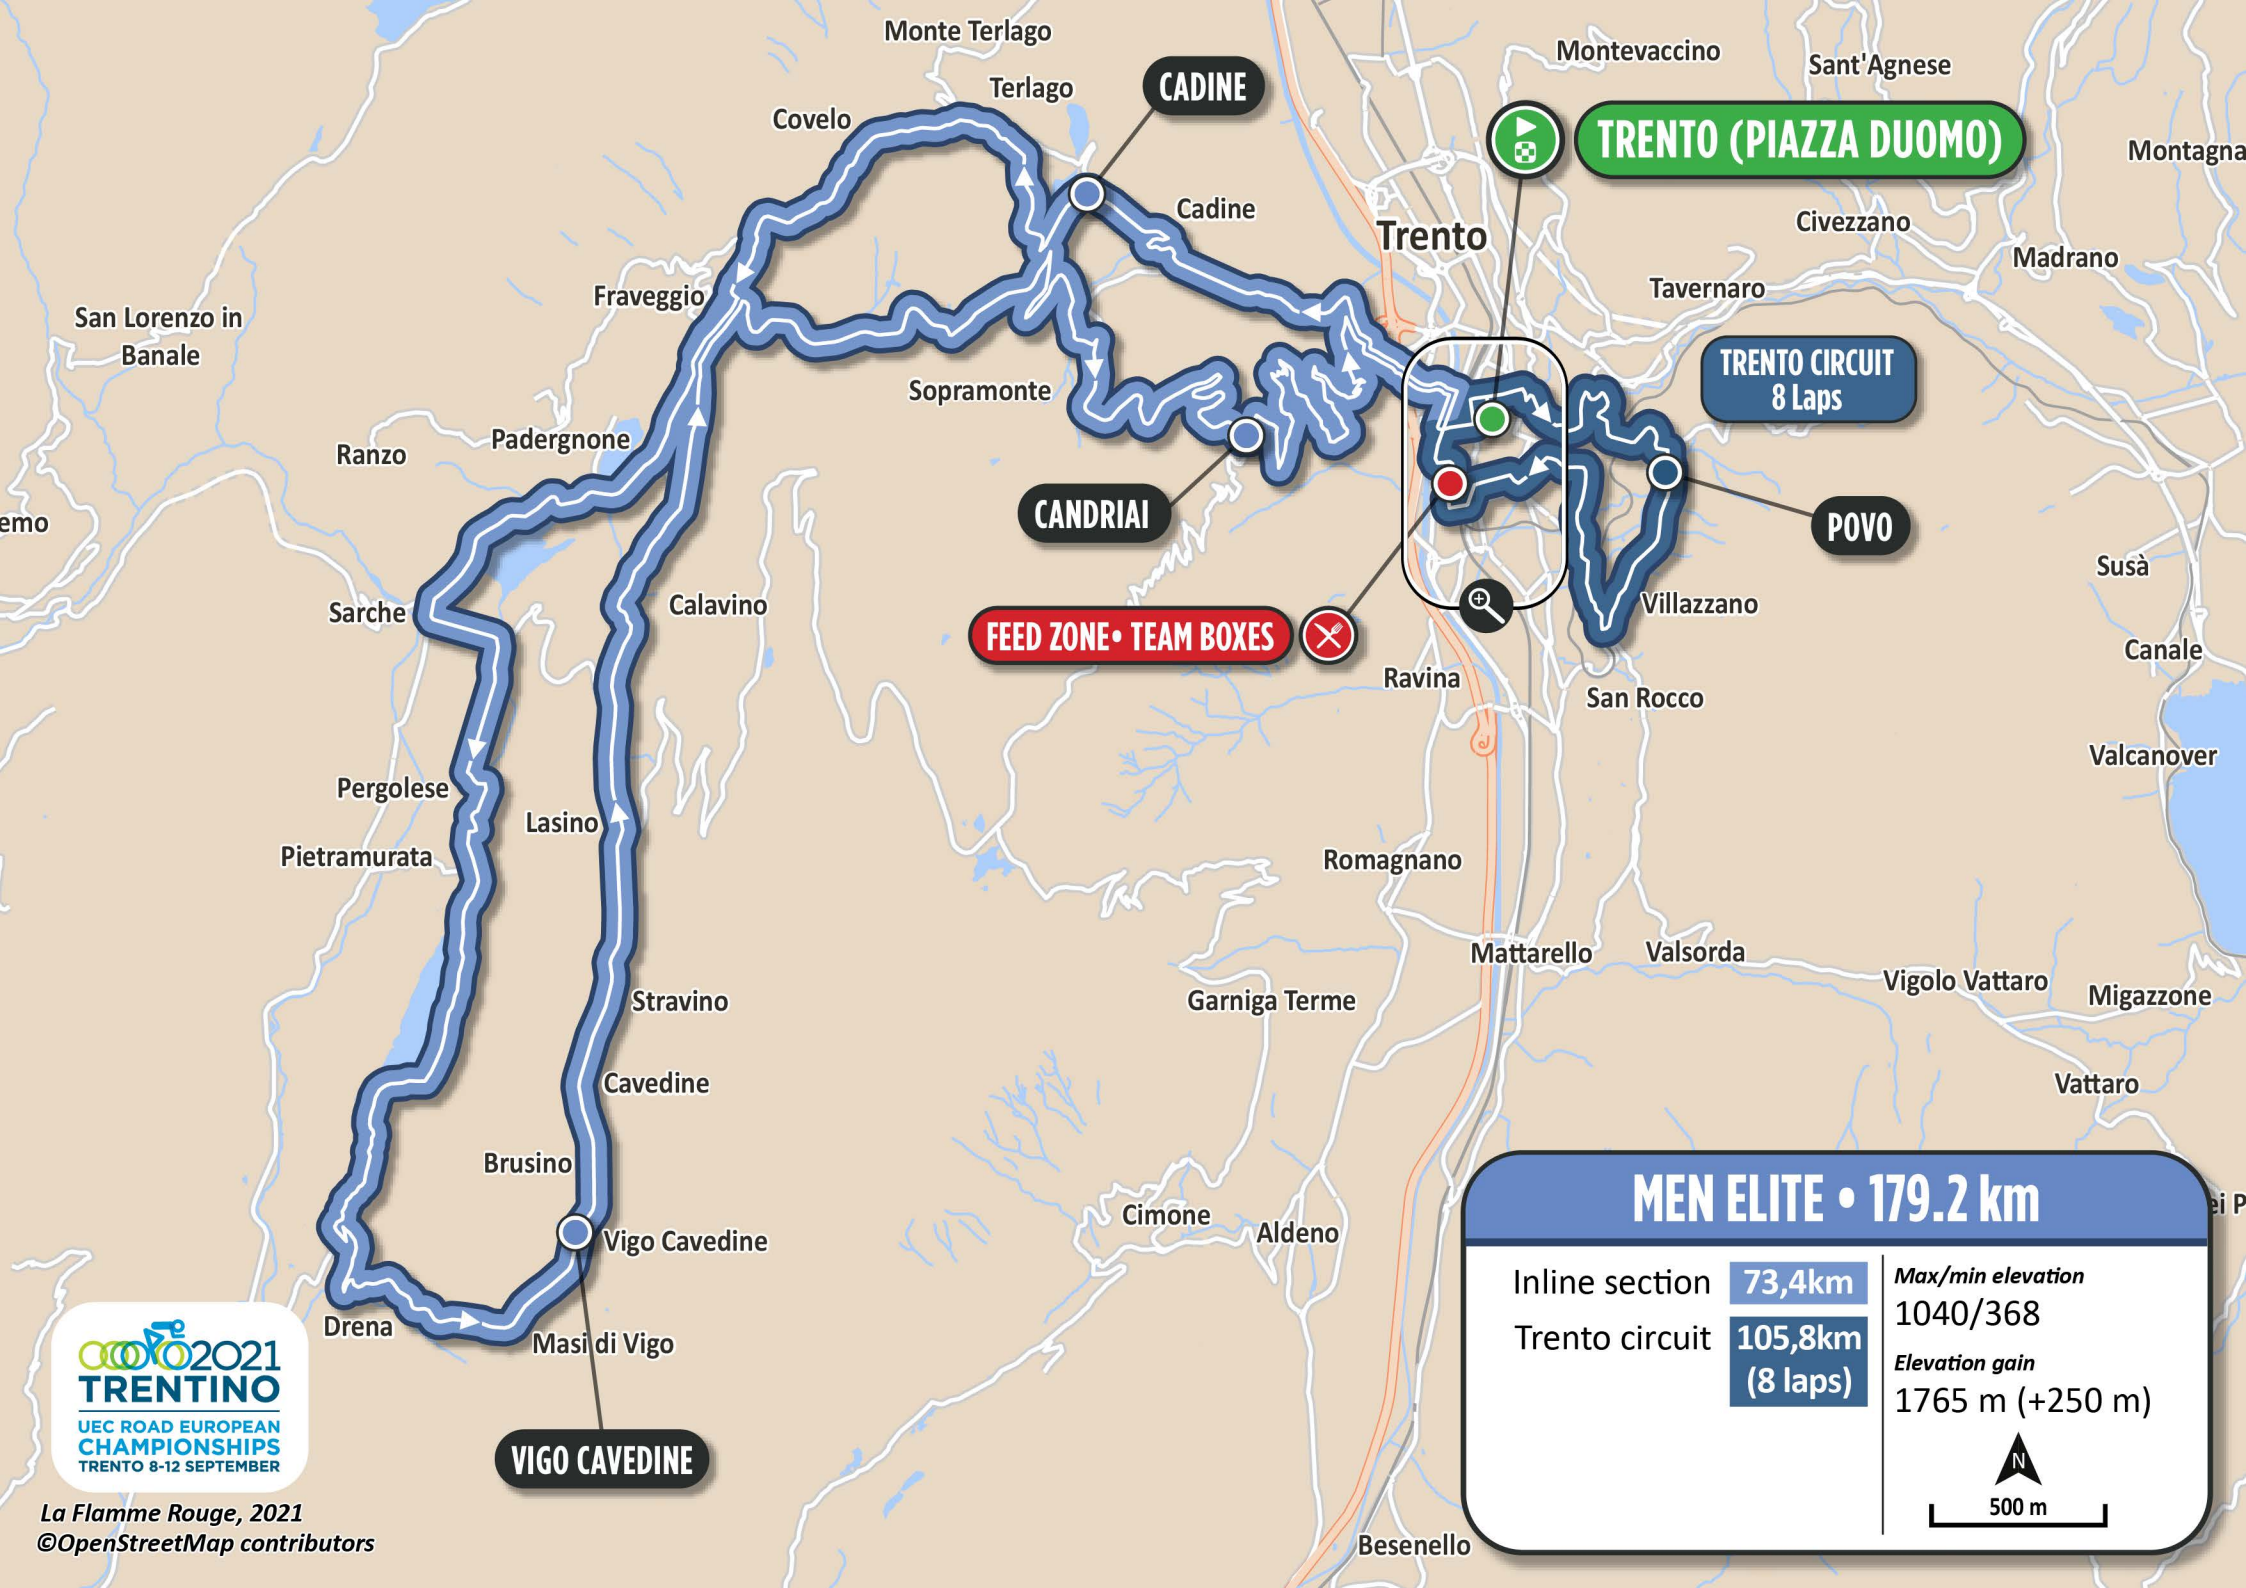 Monte Terlago
Montevaccino
Sant'Agnese
Terlago
CADINE
Covelo
TRENTO (PIAZZA DUOMO)
Montagna
Cadine
Trento
Civezzano
Madrano
Tavernaro
Fraveggio
San Lorenzo in
Banale
TRENTO CIRCUIT
8 Laps
Sopramonte
Padergnone
Ranzo
CANDRIAI
POVO
emo
Susà
Sarche
Calavino
Villazzano
FEED ZONE• TEAM BOXES
Canale
Ravina
San Rocco
Valcanover
Pergolese
Lasino
Pietramurata
Romagnano
Mattarello
Valsorda
Vigolo Vattaro
Migazzone
Stravino
Garniga Terme
Cavedine
Vattaro
Brusino
Cimone
Aldeno
Vigo Cavedine
Drena
Masi di Vigo
VIGO CAVEDINE
Besenello
ei P
MEN ELITE • 179.2 km
Inline section 73,4km
Trento circuit 105,8km
(8 laps)
Max/min elevation
1040/368
Elevation gain
1765 m (+250 m)
N
500 m
2021
TRENTINO
UEC ROAD EUROPEAN
CHAMPIONSHIPS
TRENTO 8-12 SEPTEMBER
La Flamme Rouge, 2021
©OpenStreetMap contributors